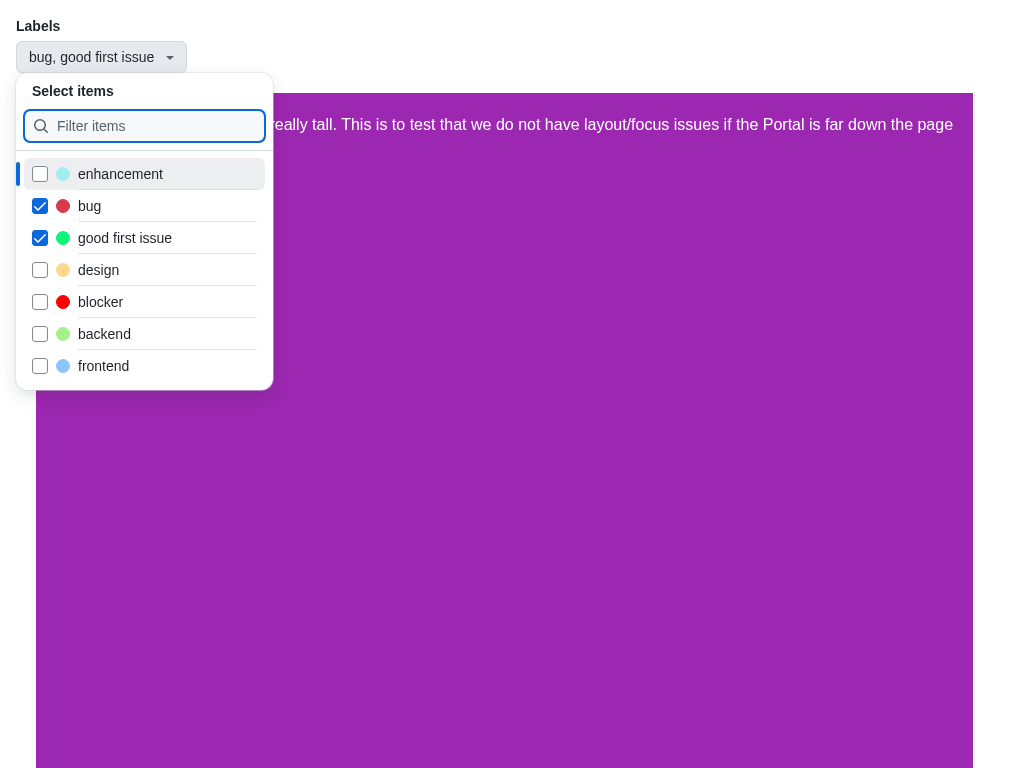 Labels
bug, good first issue
Select items
Filter items
really tall. This is to test that we do not have layout/focus issues if the Portal is far down the page
enhancement
bug
good first issue
design
blocker
backend
frontend